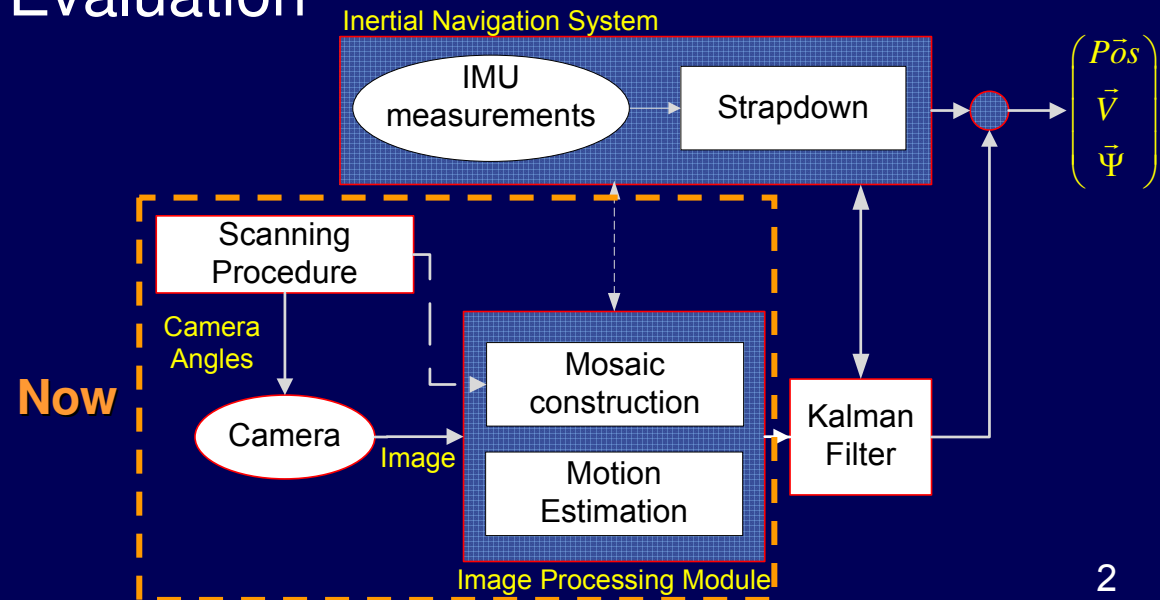 Evaluation
Inertial Navigation System
IMU
measurements
Strapdown
Pos
V
Ψ
Scanning
Procedure
Camera
Angles
Now
Camera
Image
Mosaic
construction
Motion
Estimation
Kalman
Filter
Image Processing Module
2